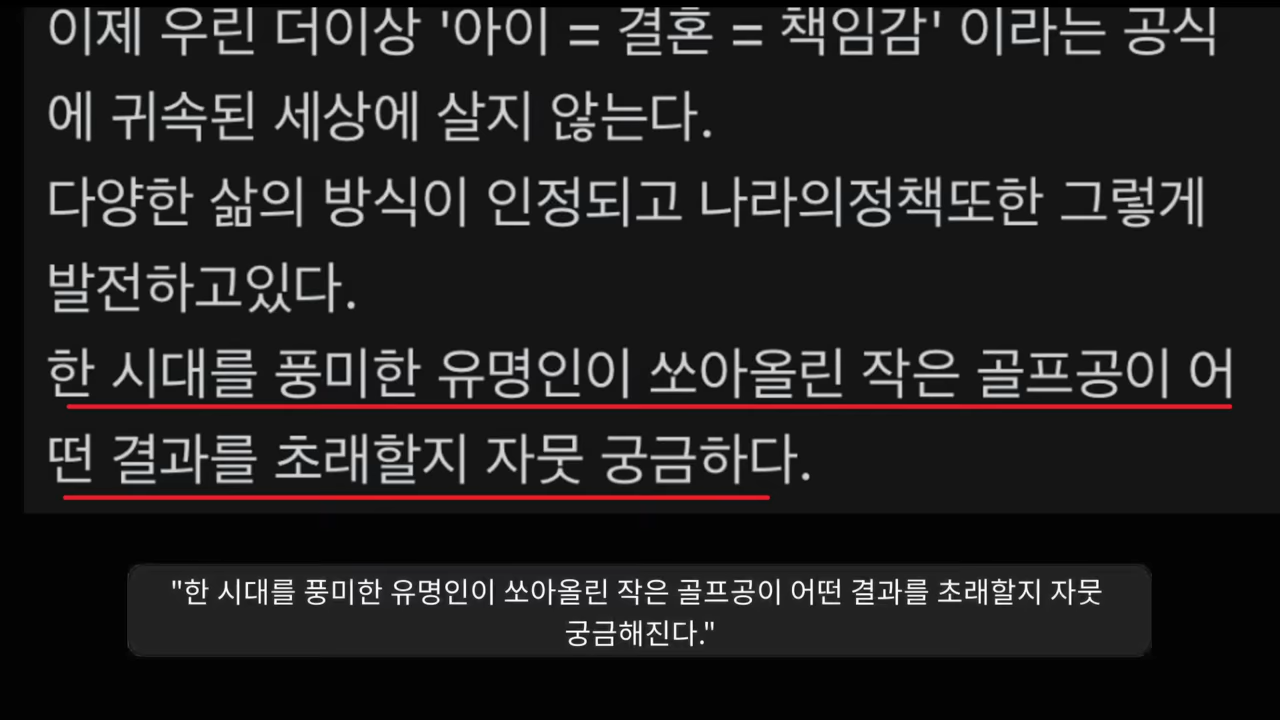 이제 우린 더이상 '아이 = 결혼 = 책임감' 이라는 공식
에 귀속된 세상에 살지 않는다.
다양한 삶의 방식이 인정되고 나라의정책또한 그렇게
발전하고있다.
한 시대를 풍미한 유명인이 쏘아올린 작은 골프공이 어
떤 결과를 초래할지 자뭇 궁금하다.
"한 시대를 풍미한 유명인이 쏘아올린 작은 골프공이 어떤 결과를 초래할지 자뭇
궁금해진다."